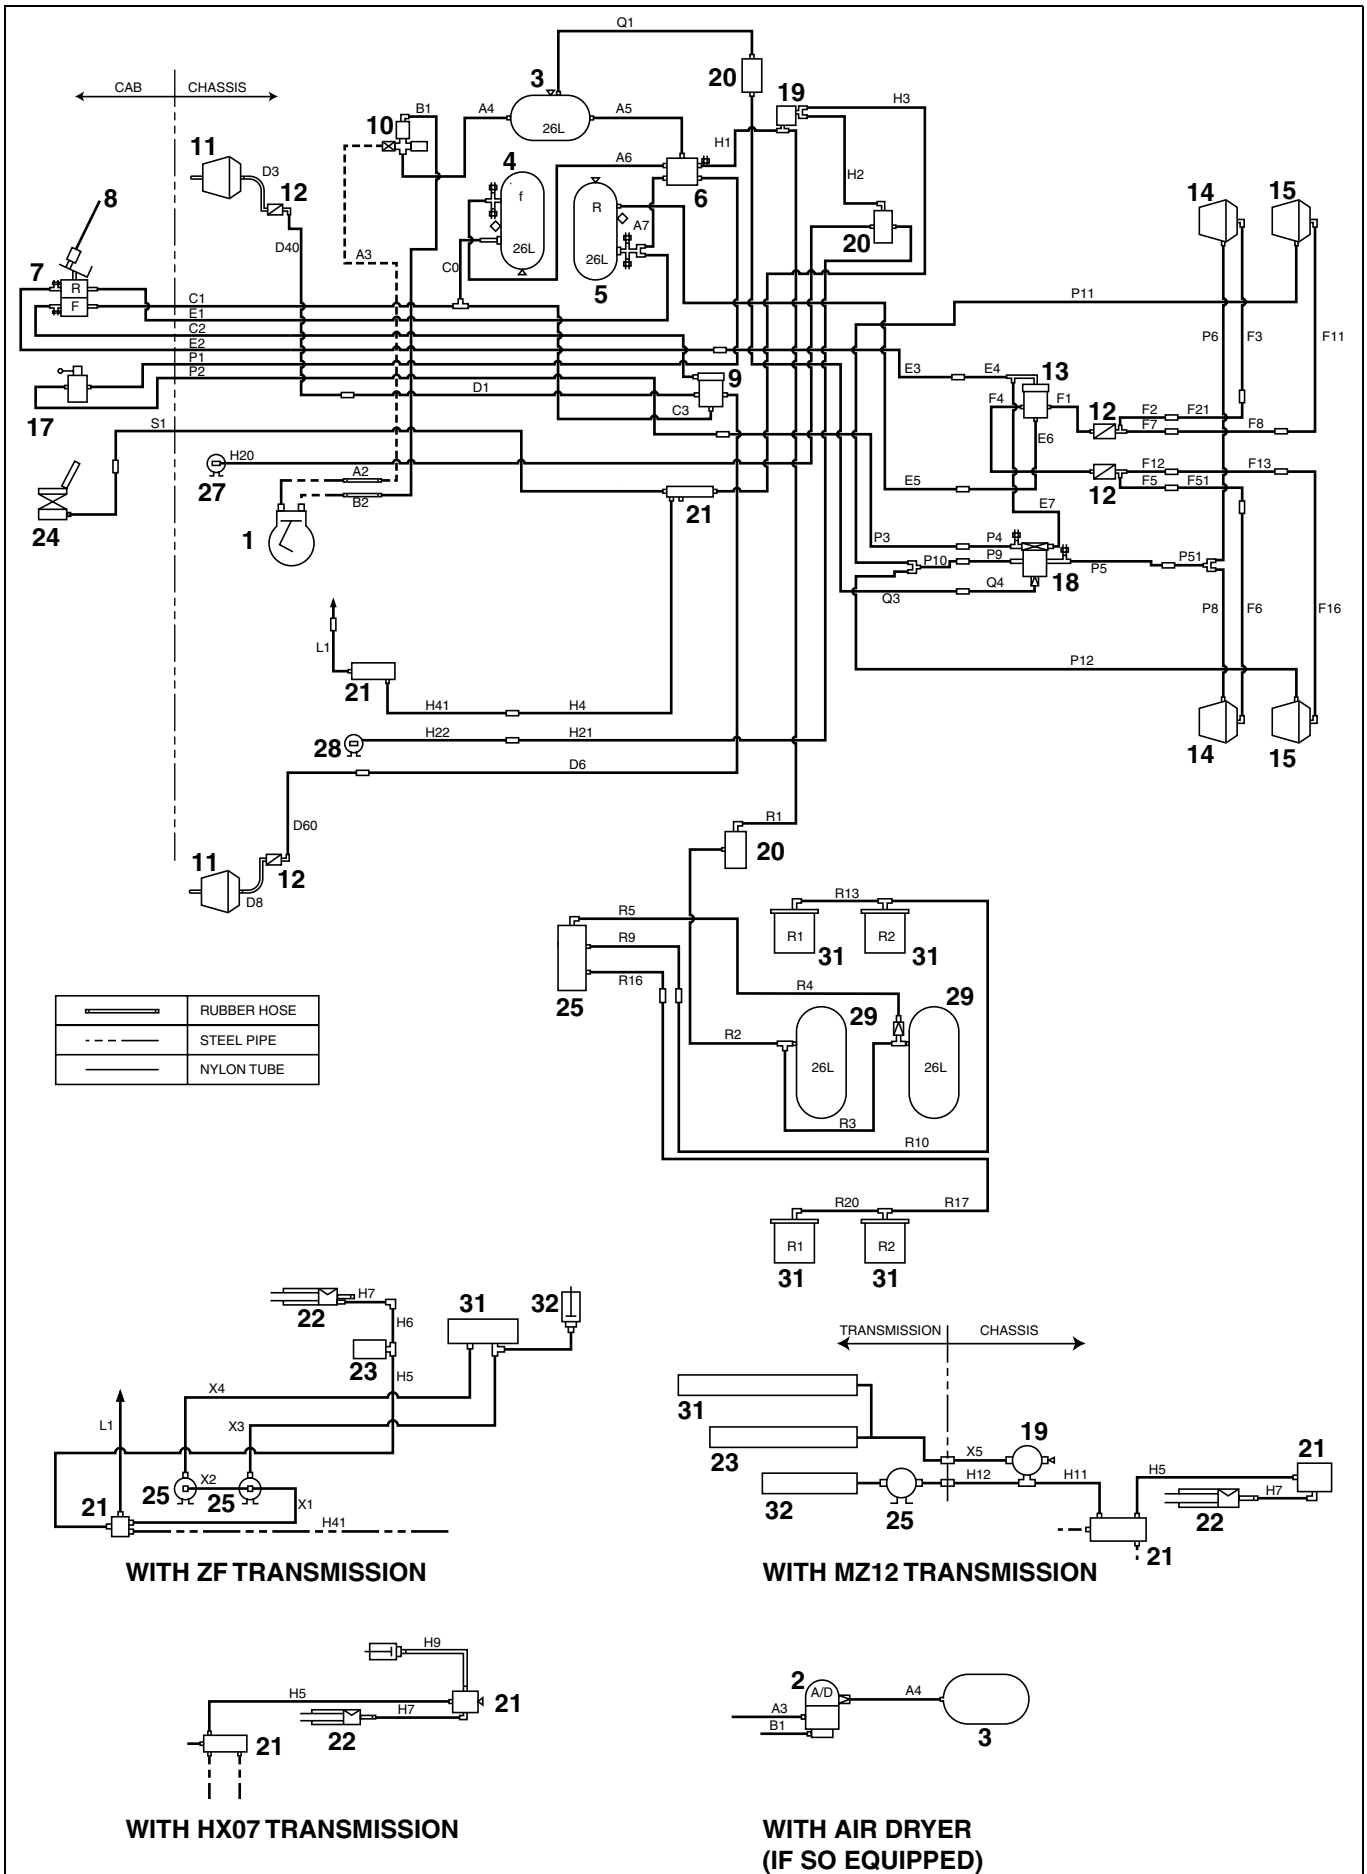 Q1
CAB CHASSIS
3
20
19
H3
B1
A4
A5
10
26L
H1
11
D3
12
A6
4
f
26L
6
H2
8
R
A7
26L
5
20
14
15
D40
A3
C0
7
R
F
C1
E1
C2
E2
P1
P2
P11
P6
F3
F11
9
D1
C3
E3
E4
13
F4
F1
12
F2
F21
F7
F8
E6
17
S1
H20
27
A2
B2
24
1
21
E5
12
F12
F13
F5
F51
E7
P3
P4
P10
P9
P5
P51
18
Q3
Q4
P8
F6
F16
L1
21
H41
H4
P12
28
H22
H21
14
15
D6
D60
R1
20
11
12
D8
R13
R5
R1
R2
R9
31
31
R16
25
R4
29
29
RUBBER HOSE
STEEL PIPE
NYLON TUBE
R2
26L
26L
R3
R10
R20
R17
R1
R2
31
31
H7
22
31
32
H6
23
H5
X4
L1
X3
X2
25
25
21
X1
H41
WITH ZF TRANSMISSION
TRANSMISSION CHASSIS
31
23
19
X5
21
H5
H12
H11
H7
32
25
22
21
WITH MZ12 TRANSMISSION
H9
H5
21
H7
21
22
WITH HX07 TRANSMISSION
2
A/D
A4
A3
B1
3
WITH AIR DRYER
(IF SO EQUIPPED)